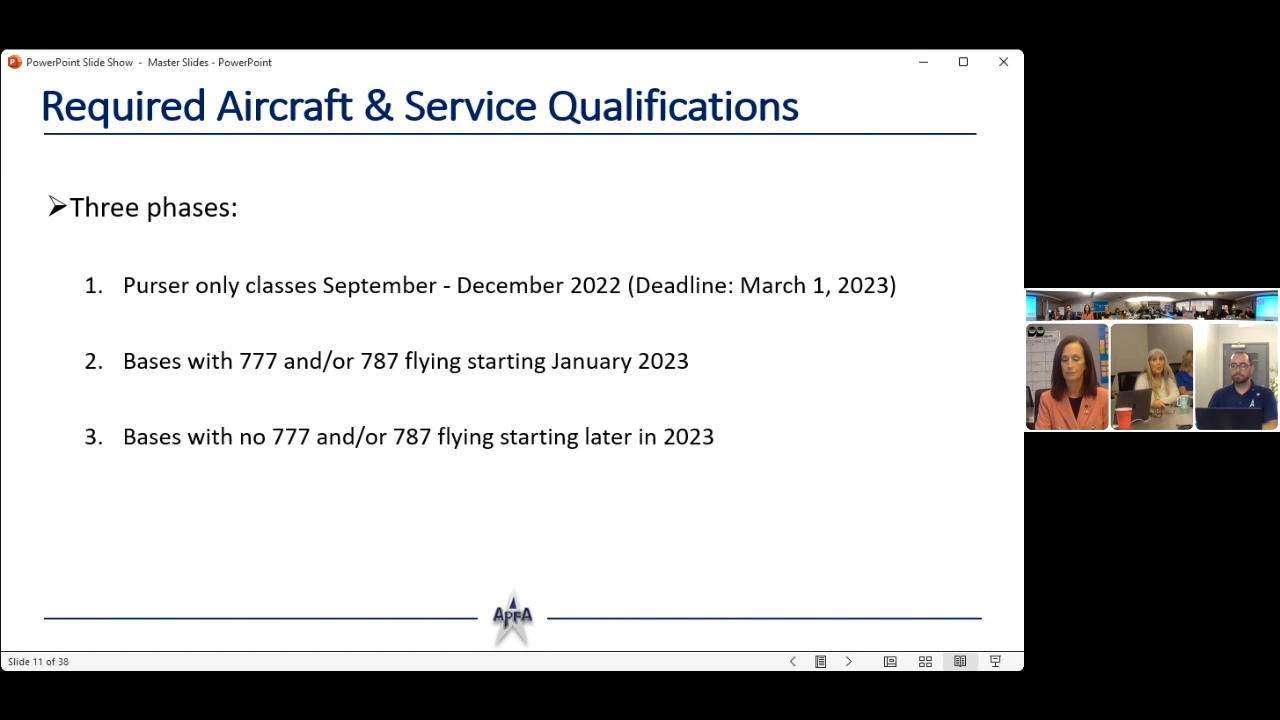 PowerPoint Slide Show - Master Slides - PowerPoint
Required Aircraft & Service Qualifications
➢Three phases:
1. Purser only classes September - December 2022 (Deadline: March 1, 2023)
2. Bases with 777 and/or 787 flying starting January 2023
3. Bases with no 777 and/or 787 flying starting later in 2023
APFA
Slide 11 of 38